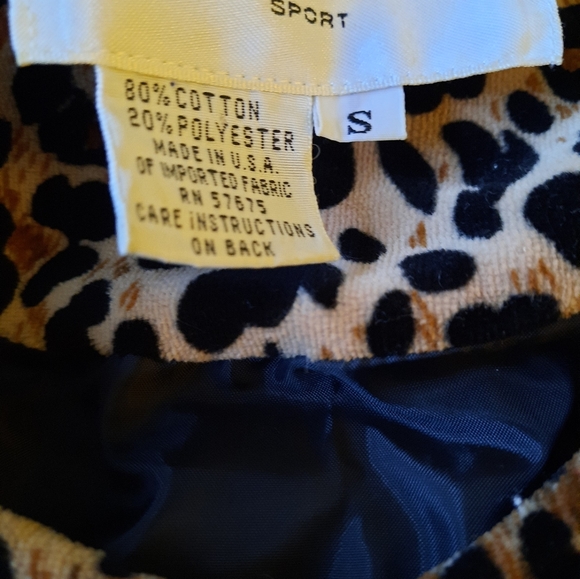 SPORT
80% COTTON
20% POLYESTER
MADE IN U.S.A.
OF IMPORTED FABRIC
RN 57675
CARE INSTRUCTIONS
ON BACK
S